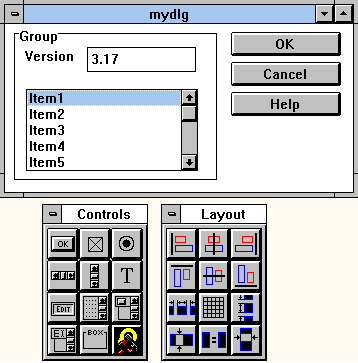 mydlg
Group
Version
3.17
Item1
Item2
Item3
Item4
Item5
OK
Cancel
Help
Controls
Layout
OK
T
EDIT
E
BOX